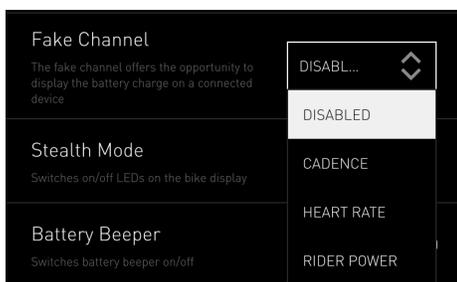 Fake Channel
The fake channel offers the opportunity to
display the battery charge on a connected
device
DISABL...
DISABLED
CADENCE
HEART RATE
RIDER POWER
Stealth Mode
Switches on/off LEDs on the bike display
Battery Beeper
Switches battery beeper on/off